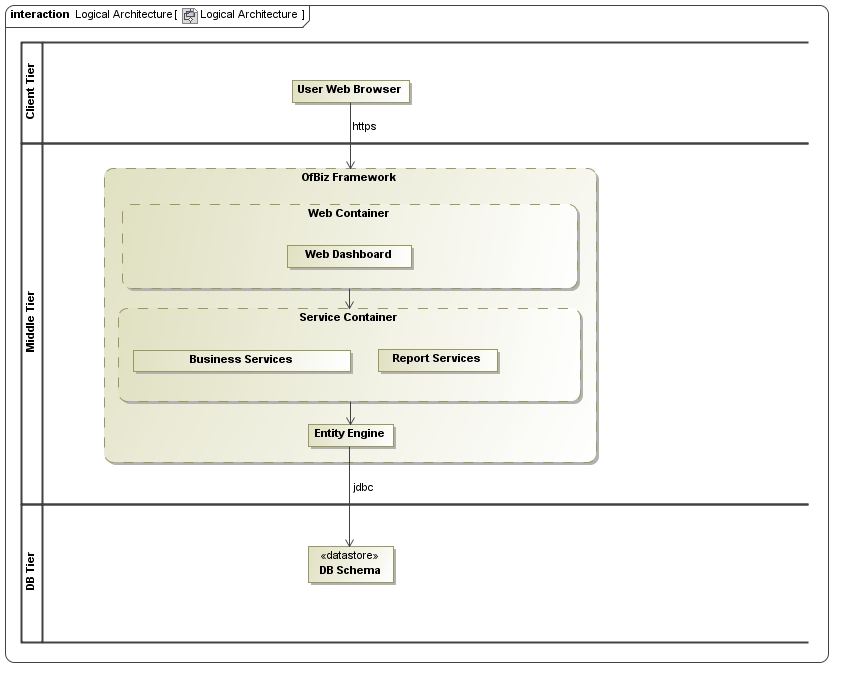 interaction Logical Architecture [ Logical Architecture ]
Client Tier
User Web Browser
https
Middle Tier
OfBiz Framework
Web Container
Web Dashboard
Service Container
Business Services
Report Services
Entity Engine
jdbc
DB Tier
«datastore»
DB Schema